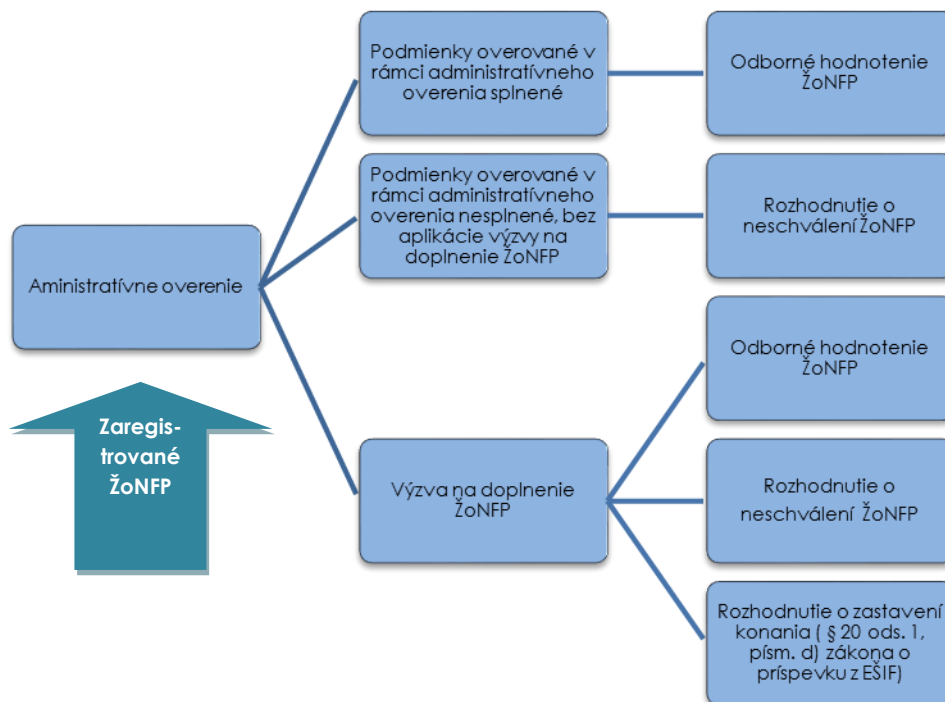 Podmienky overované v
rámci administratívneho
overenia splnené
Odborné hodnotenie
ŽoNFP
Podmienky overované v
rámci administratívneho
overenia nesplnené, bez
aplikácie výzvy na
doplnenie ŽoNFP
Rozhodnutie o
neschválení ŽoNFP
Aministratívne overenie
Odborné hodnotenie
ŽoNFP
Zaregis-
trované
ŽoNFP
Výzva na doplnenie
ŽoNFP
Rozhodnutie o
neschválení ŽoNFP
Rozhodnutie o zastavení
konania ( § 20 ods. 1,
písm. d) zákona o
príspevku z EŠIF)